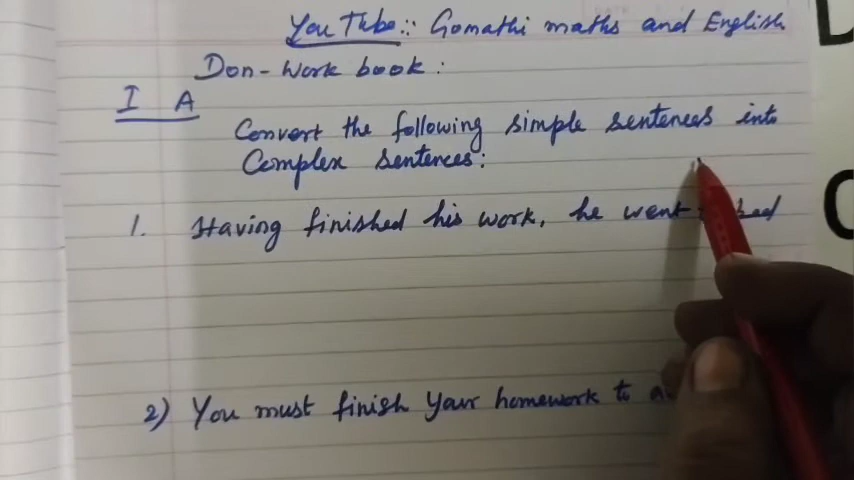 YouTube:: Gomathi maths and English
Don-Work book:
I A
Convert the following simple sentences into
Complex sentences:
1. Having finished his work, he went
2) You must finish your homework to